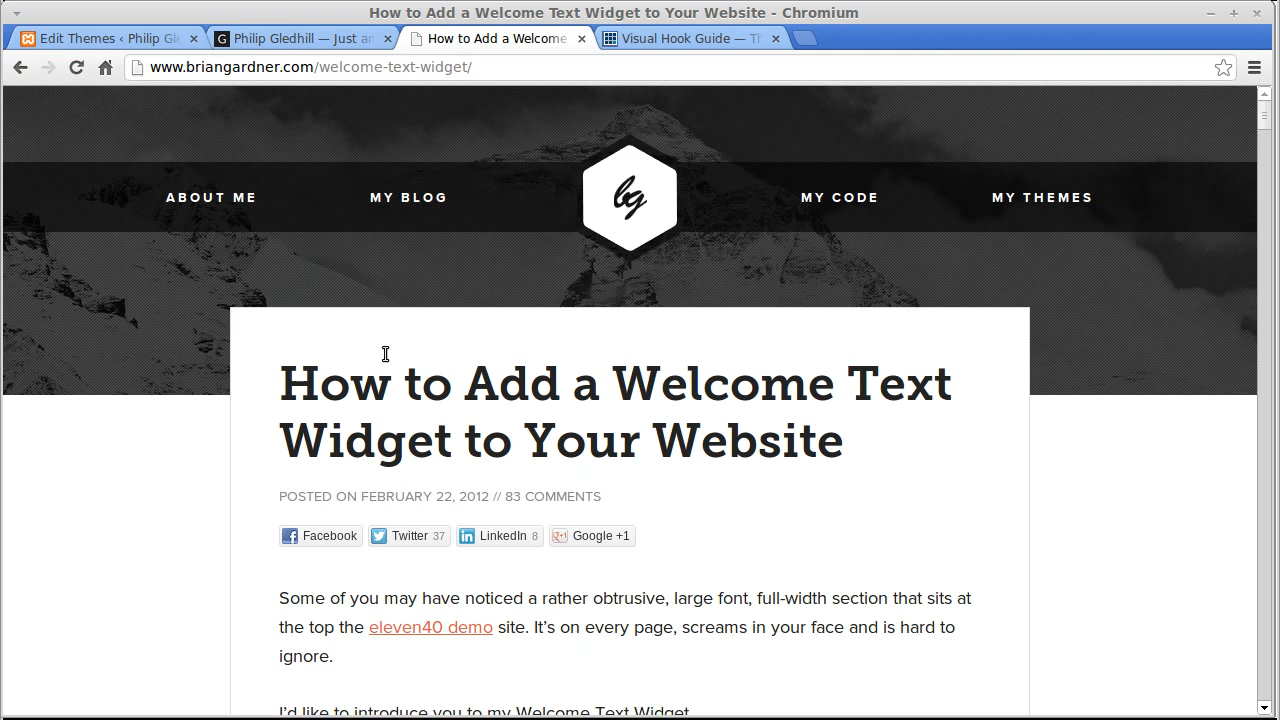 How to Add a Welcome Text Widget to Your Website - Chromium
Edit Themes ‹ Philip Gle
Philip Gledhill — Just an
How to Add a Welcome
Visual Hook Guide — Th
www.briangardner.com/welcome-text-widget/
ABOUT ME
MY BLOG
bg
MY CODE
MY THEMES
How to Add a Welcome Text
Widget to Your Website
POSTED ON FEBRUARY 22, 2012 // 83 COMMENTS
Facebook
Twitter 37
LinkedIn 8
Google +1
Some of you may have noticed a rather obtrusive, large font, full-width section that sits at
the top the eleven40 demo site. It's on every page, screams in your face and is hard to
ignore.
I'd like to introduce you to my Welcome Text Widget.